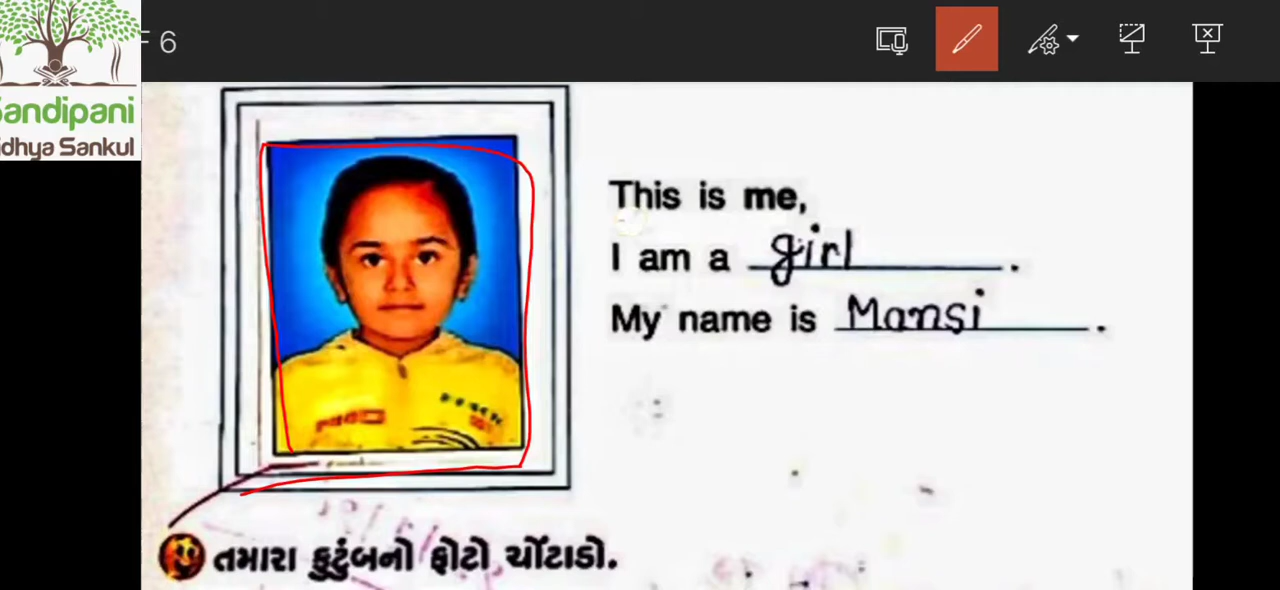 Sandipani
Vidhya Sankul
F 6
This is me,
I am a girl .
My name is Mansi .
તમારા કુટુંબનો ફોટો ચોંટાડો.